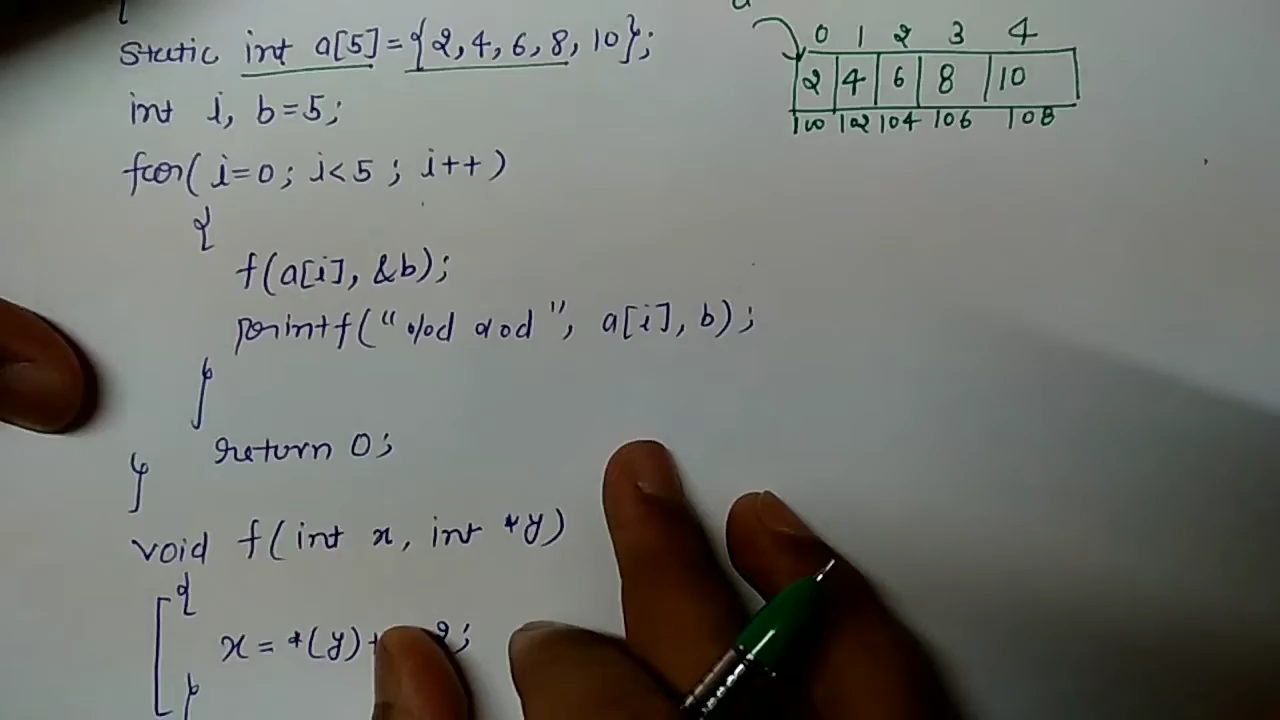 {
static int a[5]={2,4,6,8,10};
int i, b=5;
for(i=0; i<5; i++)
{
f(a[i], &b);
printf("%d %d", a[i], b);
}
return 0;
}
void f(int x, int *y)
{
x=*(y)+ 2;
}
a
0 1 2 3 4
2 4 6 8 10
100 102 104 106 108